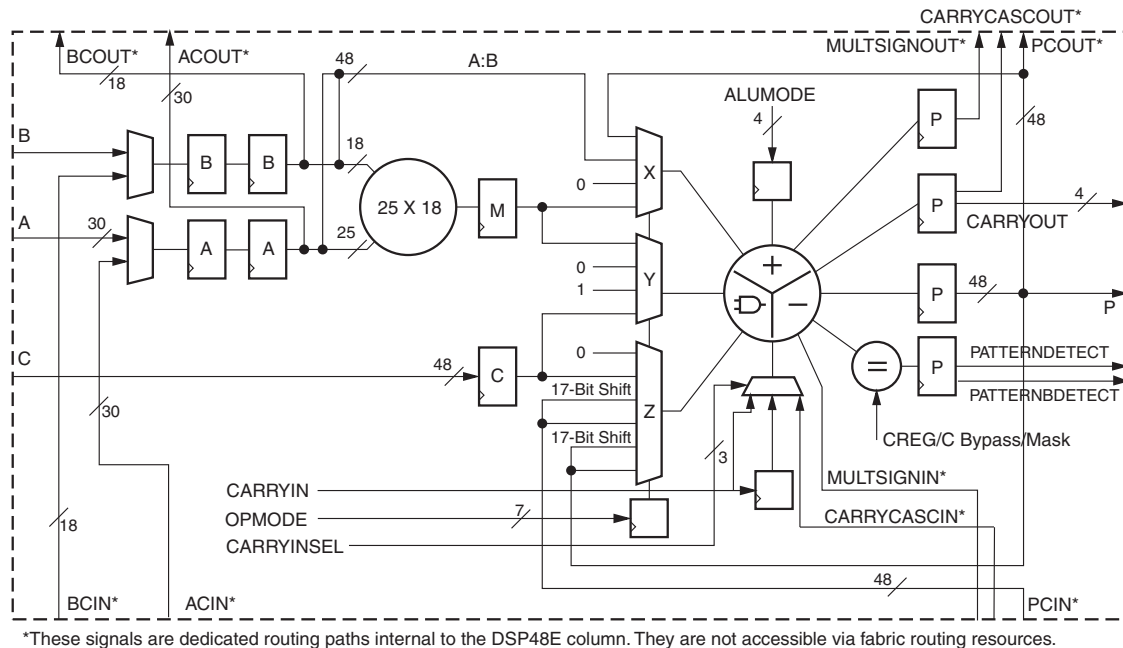 CARRYCASCOUT*
BCOUT* ACOUT* MULTSIGNOUT* PCOUT*
48 A:B
18
30
ALUMODE
4
P
48
B
B B
18
X
0
25 X 18
M
P
4
CARRYOUT
A
30
A A
25
+
0
Y
1
−
P
48
P
C
48
C
0
17-Bit Shift
Z
17-Bit Shift
=
P
PATTERNDETECT
PATTERNBDETECT
30
3
CREG/C Bypass/Mask
CARRYIN
MULTSIGNIN*
18
OPMODE
7
CARRYCASCIN*
CARRYINSEL
48
BCIN* ACIN* PCIN*
*These signals are dedicated routing paths internal to the DSP48E column. They are not accessible via fabric routing resources.